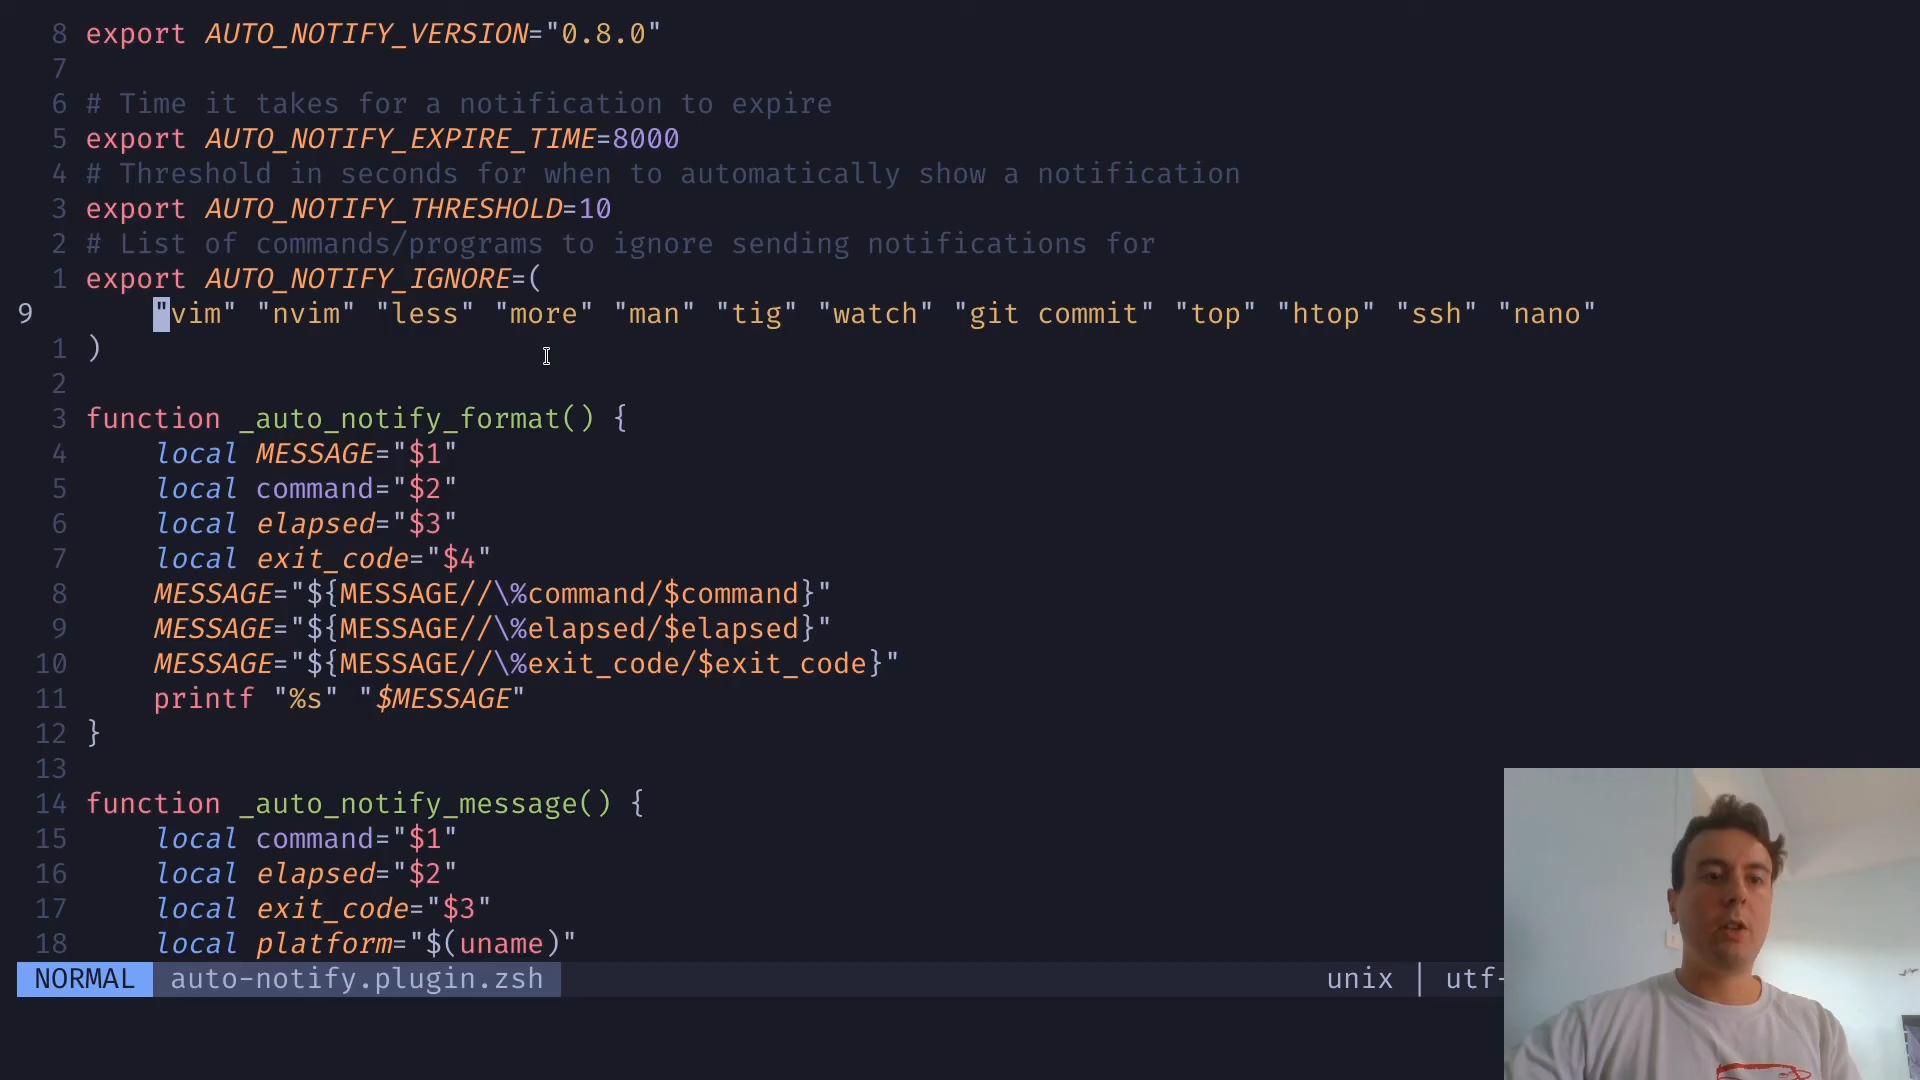 8 export AUTO_NOTIFY_VERSION="0.8.0"
7
6 # Time it takes for a notification to expire
5 export AUTO_NOTIFY_EXPIRE_TIME=8000
4 # Threshold in seconds for when to automatically show a notification
3 export AUTO_NOTIFY_THRESHOLD=10
2 # List of commands/programs to ignore sending notifications for
1 export AUTO_NOTIFY_IGNORE=(
9     "vim" "nvim" "less" "more" "man" "tig" "watch" "git commit" "top" "htop" "ssh" "nano"
1 )
2
3 function _auto_notify_format() {
4     local MESSAGE="$1"
5     local command="$2"
6     local elapsed="$3"
7     local exit_code="$4"
8     MESSAGE="${MESSAGE//\%command/$command}"
9     MESSAGE="${MESSAGE//\%elapsed/$elapsed}"
10     MESSAGE="${MESSAGE//\%exit_code/$exit_code}"
11     printf "%s" "$MESSAGE"
12 }
13
14 function _auto_notify_message() {
15     local command="$1"
16     local elapsed="$2"
17     local exit_code="$3"
18     local platform="$(uname)"
NORMAL auto-notify.plugin.zsh unix | utf-